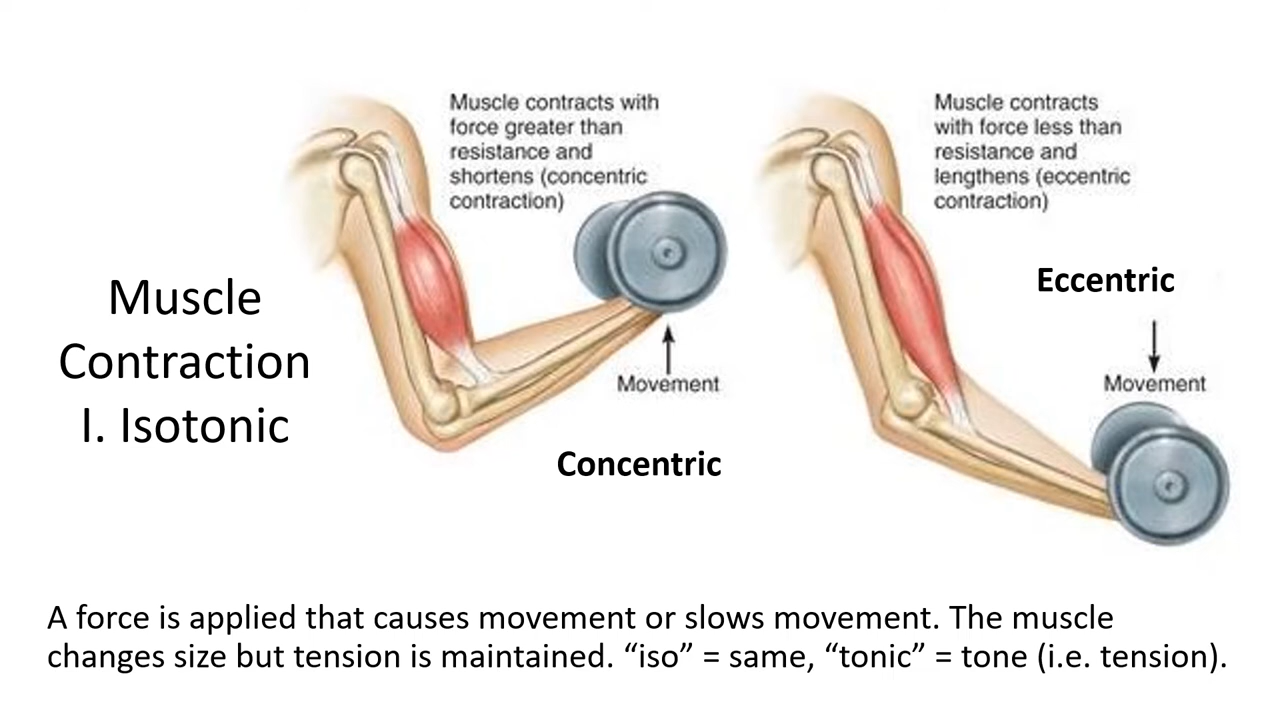 Muscle
Contraction
I. Isotonic
Muscle contracts with
force greater than
resistance and
shortens (concentric
contraction)
Movement
Concentric
Muscle contracts
with force less than
resistance and
lengthens (eccentric
contraction)
Eccentric
Movement
A force is applied that causes movement or slows movement. The muscle
changes size but tension is maintained. “iso” = same, “tonic” = tone (i.e. tension).